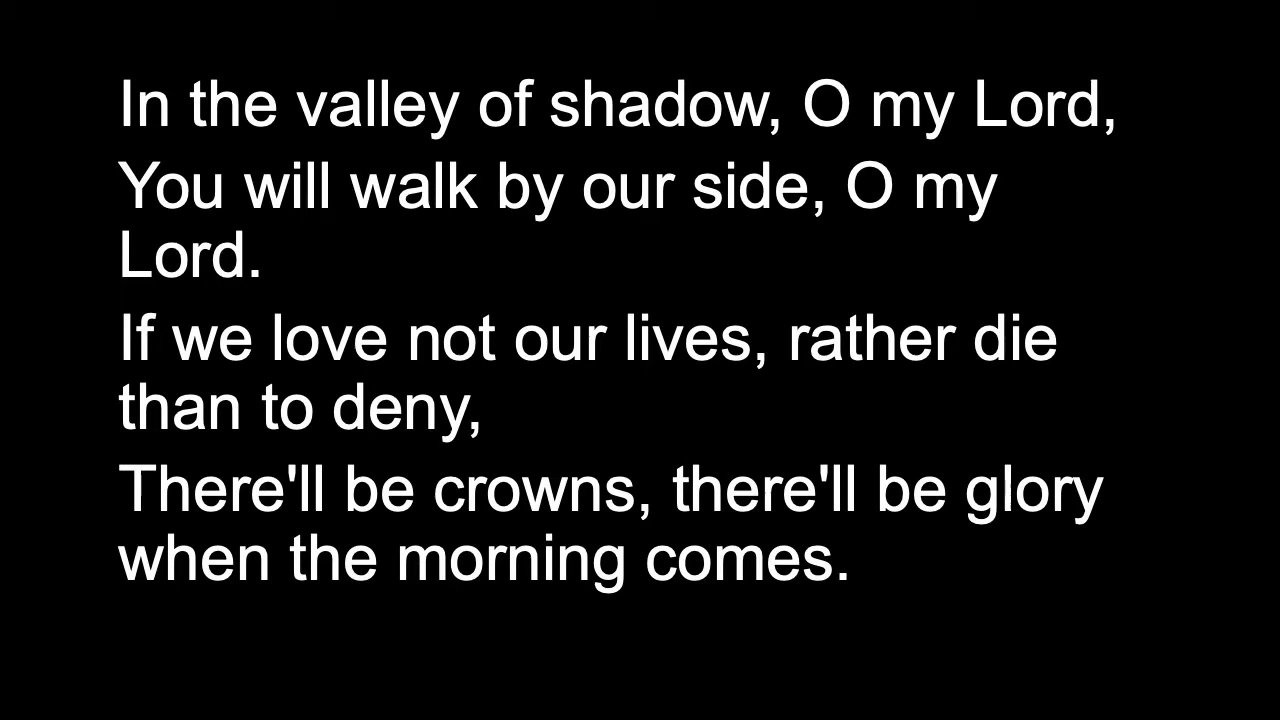 In the valley of shadow, O my Lord,
You will walk by our side, O my
Lord.
If we love not our lives, rather die
than to deny,
There'll be crowns, there'll be glory
when the morning comes.